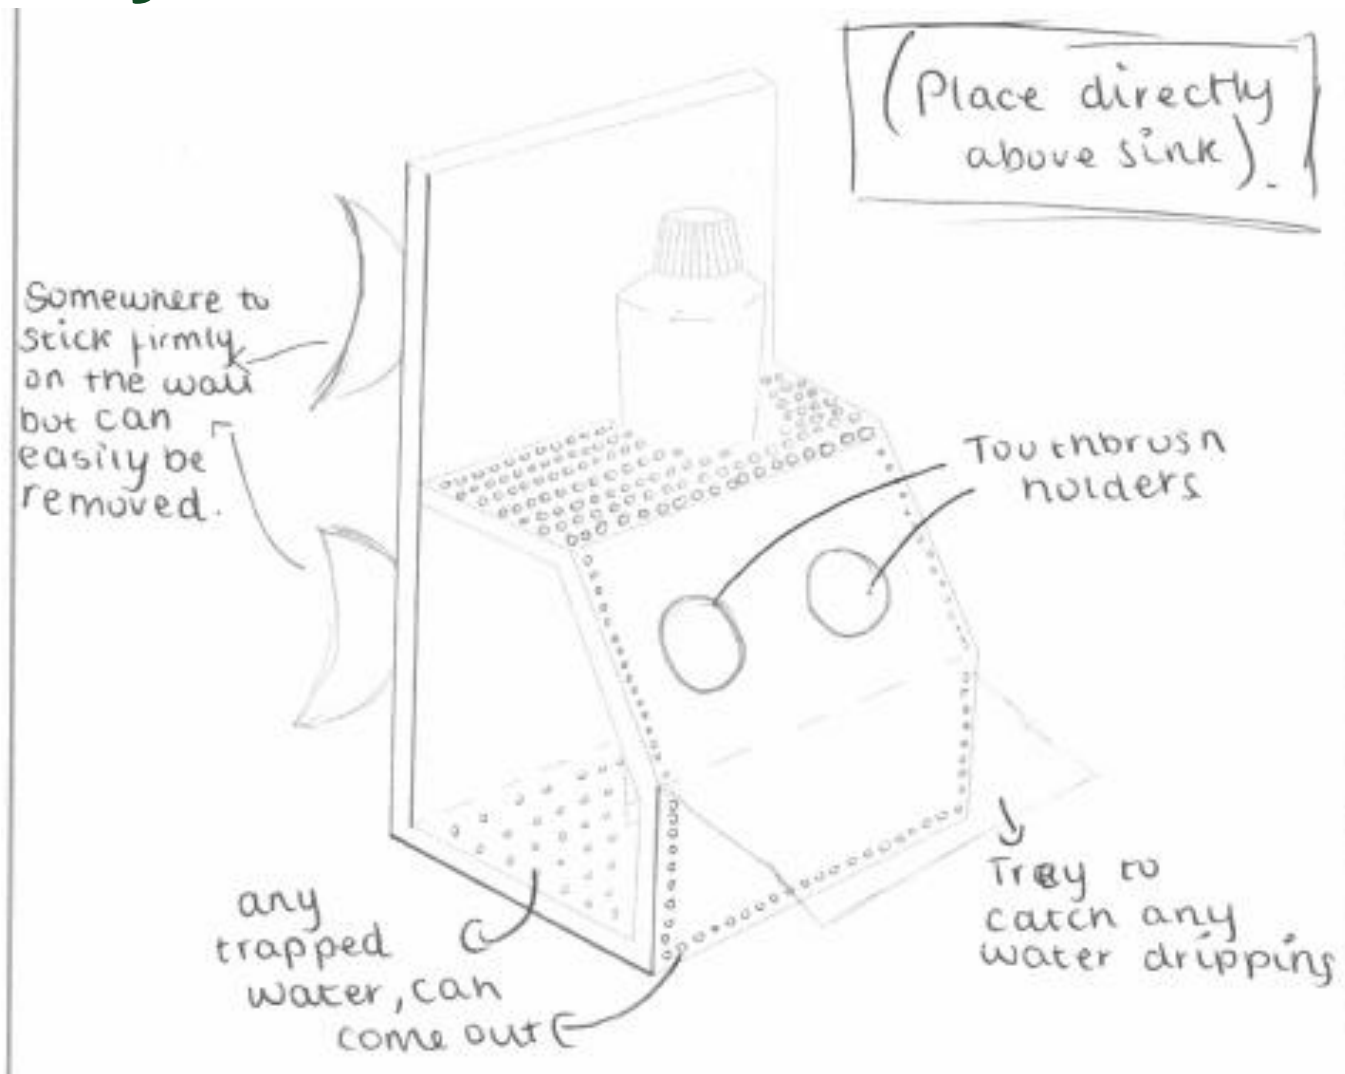 (Place directly
above sink).
Somewhere to
stick firmly
on the wall
but can
easily be
removed.
Toothbrush
holders
Tray to
catch any
water dripping
any
trapped
water, can
come out